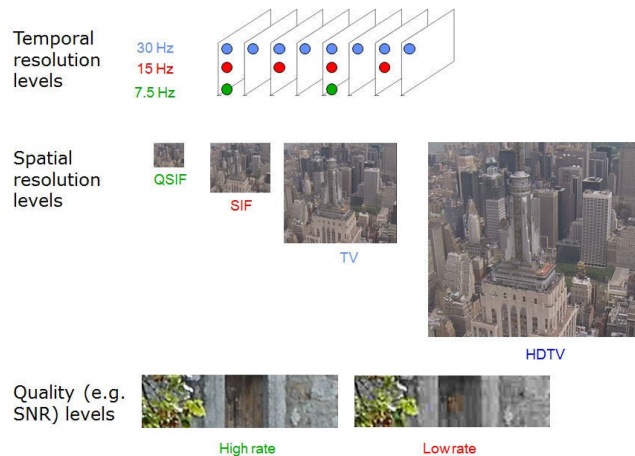 Temporal
resolution
levels
30 Hz
15 Hz
7.5 Hz
Spatial
resolution
levels
QSIF
SIF
TV
HDTV
Quality (e.g.
SNR) levels
High rate
Low rate